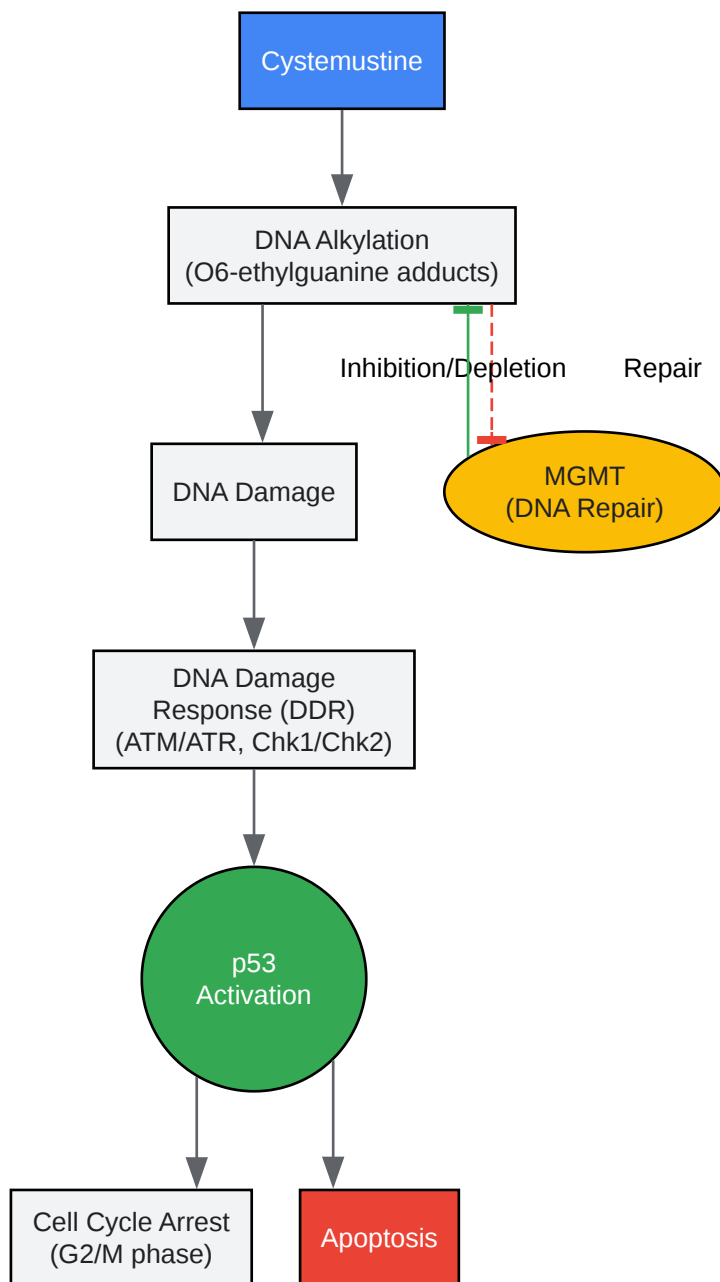 Cystemustine
DNA Alkylation
(O6-ethylguanine adducts)
Inhibition/Depletion
Repair
DNA Damage
MGMT
(DNA Repair)
DNA Damage
Response (DDR)
(ATM/ATR, Chk1/Chk2)
p53
Activation
Cell Cycle Arrest
(G2/M phase)
Apoptosis